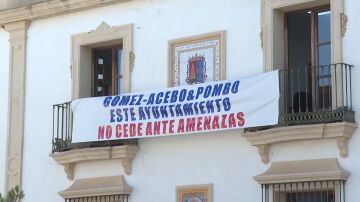 GOMEZ-ACEBO&POMBO
ESTE AYUNTAMIENTO
NO CEDE ANTE AMENAZAS